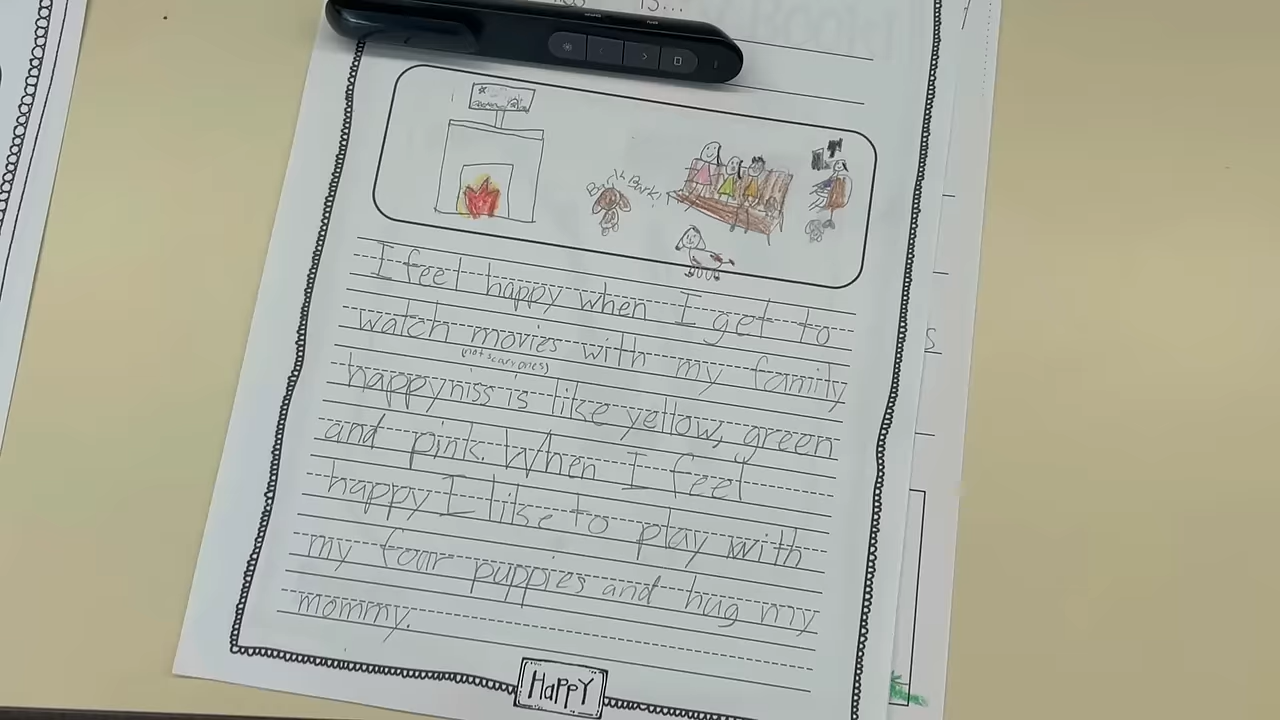 is...
Bark Bark!
I feel happy when I get to
watch movies with my family
(not scary ones)
happyniss is like yellow, green
and pink. When I feel
happy I like to play with
my four puppies and hug my
mommy.
HAPPY